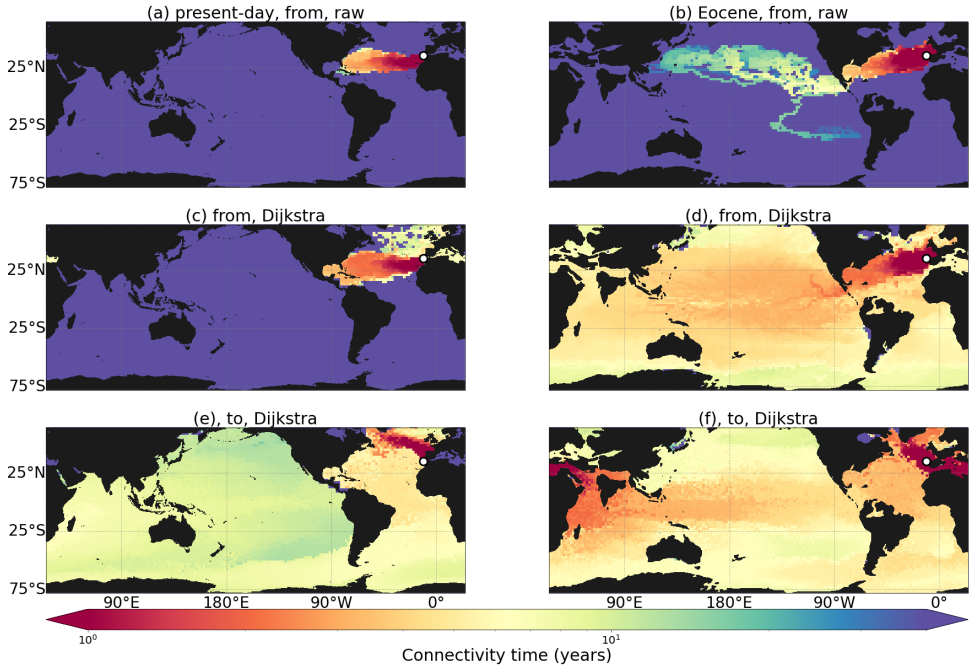 (a) present-day, from, raw
(b) Eocene, from, raw
25°N
25°S
75°S
(c) from, Dijkstra
(d), from, Dijkstra
25°N
25°S
75°S
(e), to, Dijkstra
(f), to, Dijkstra
25°N
25°S
75°S
90°E 180°E 90°W 0° 90°E 180°E 90°W 0°
10⁰ 10¹
Connectivity time (years)